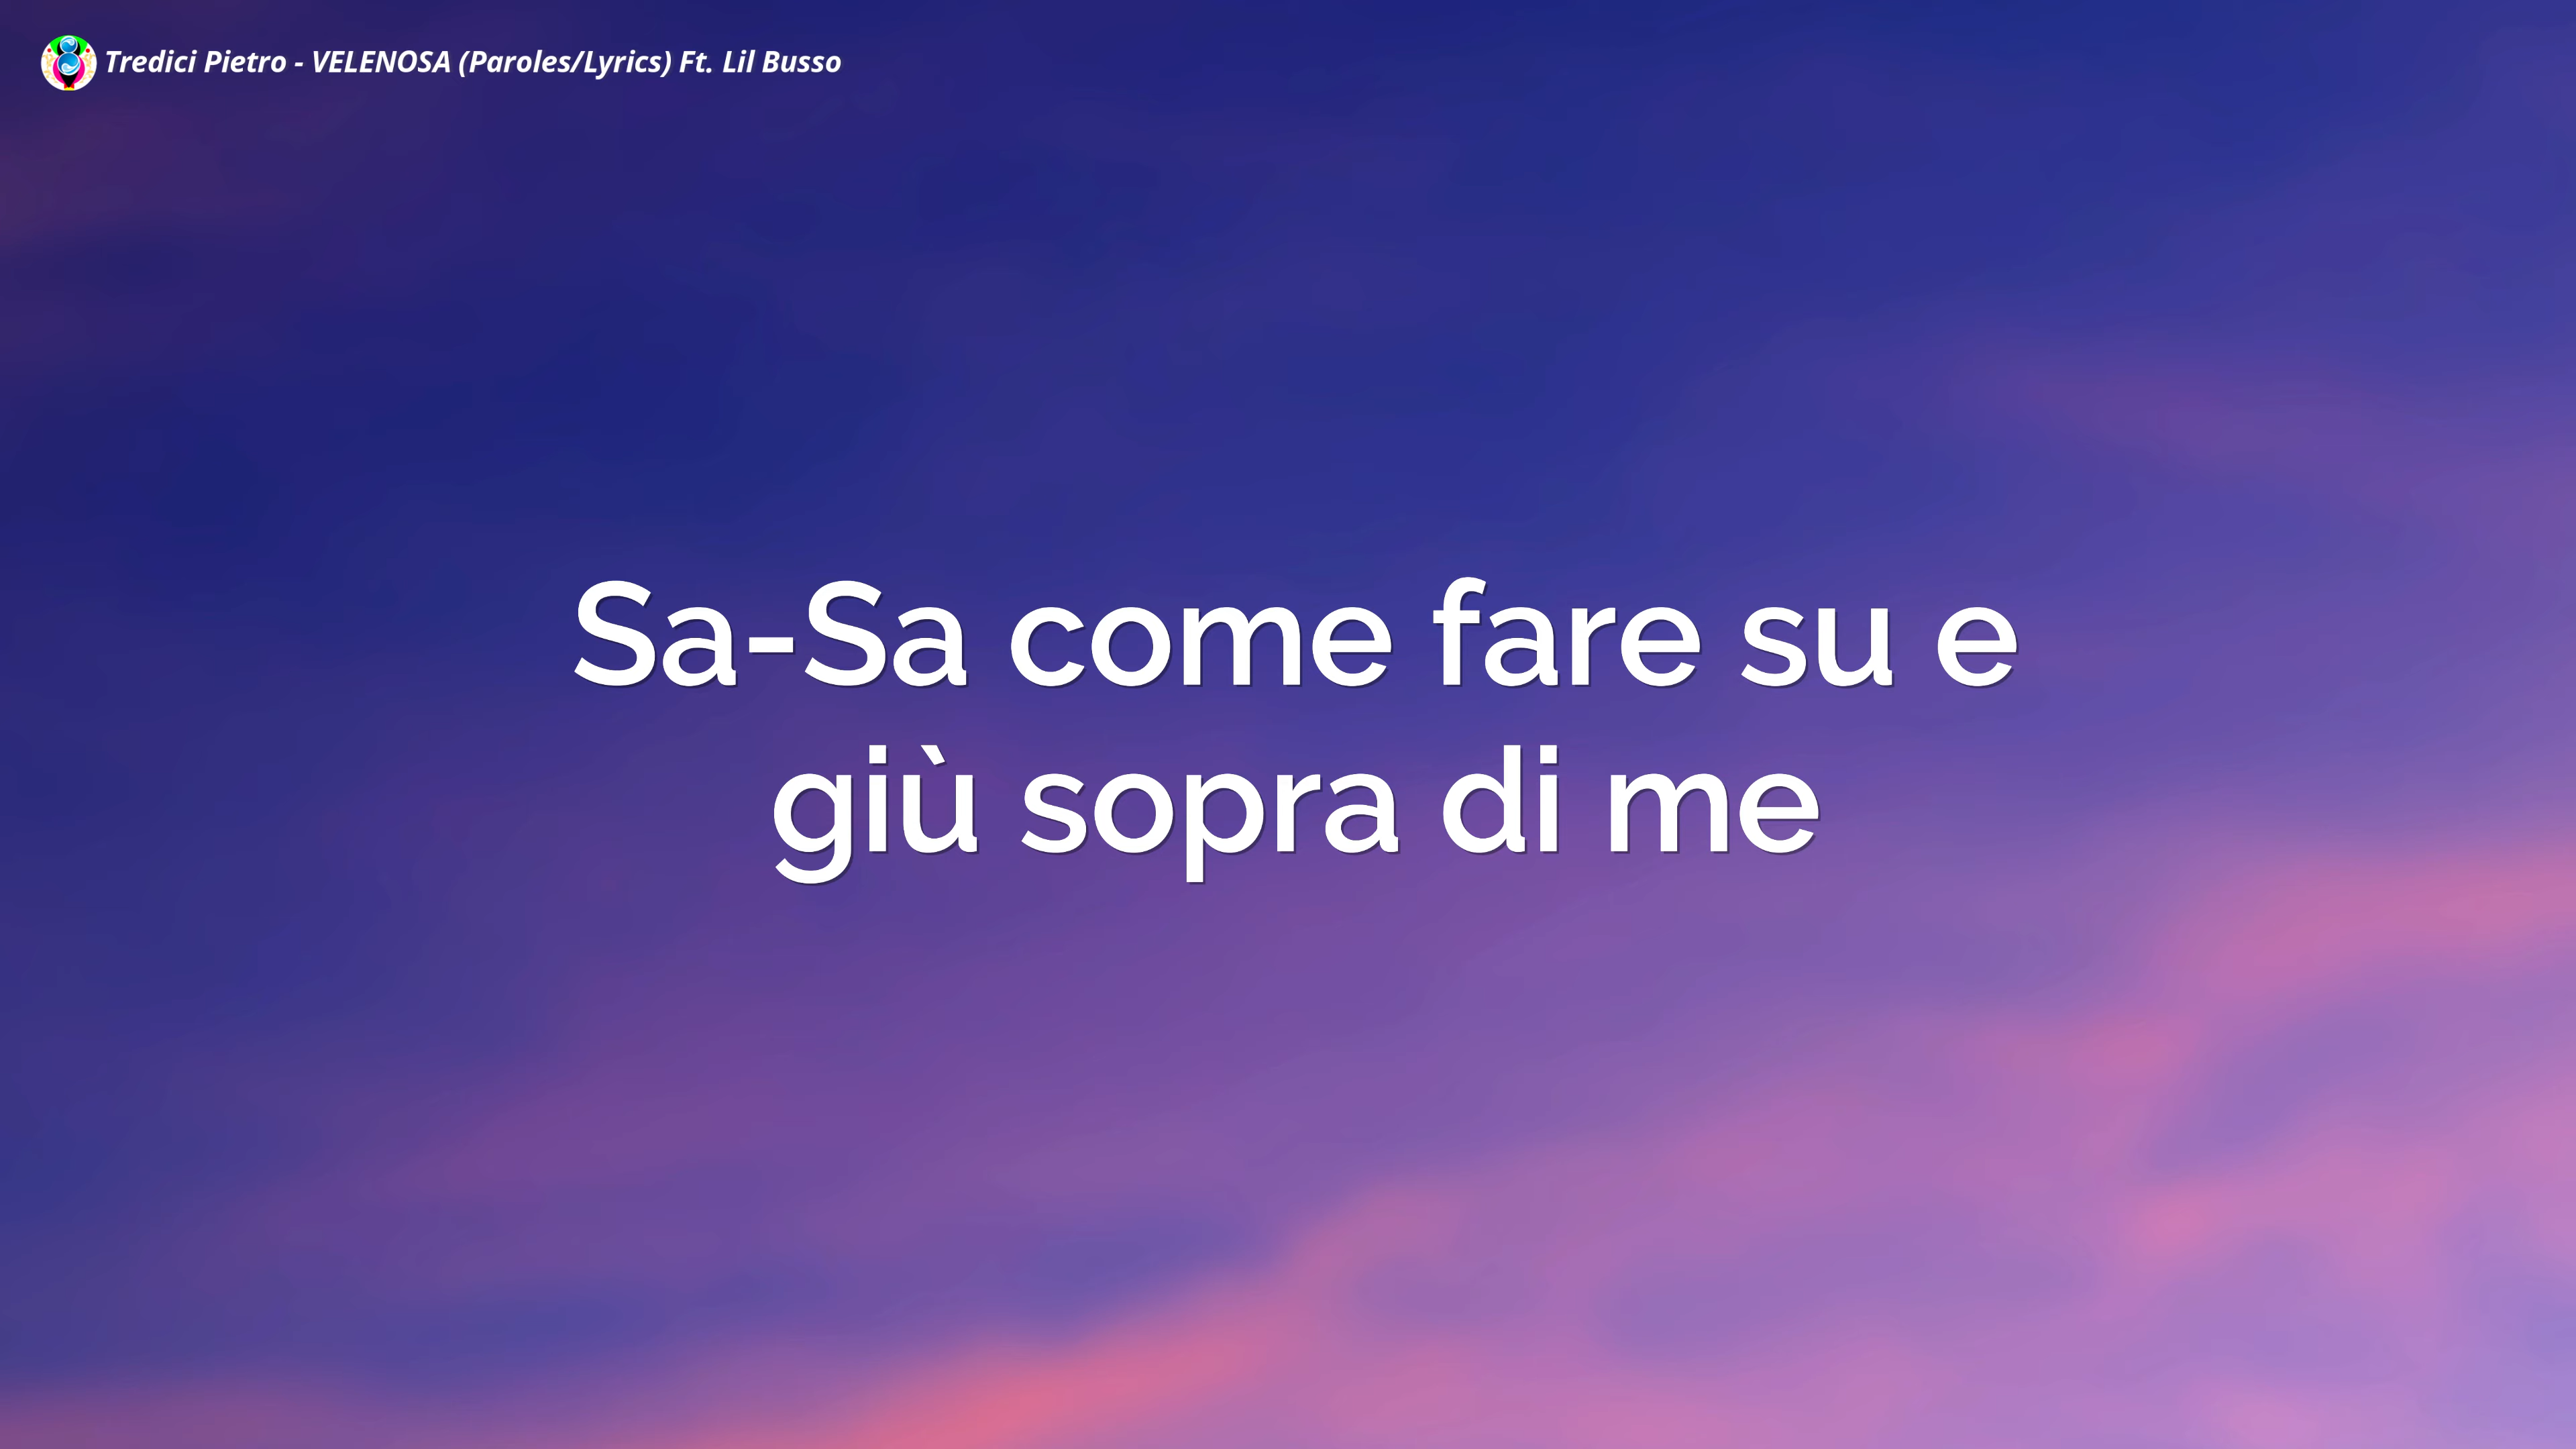 Tredici Pietro - VELENOSA (Paroles/Lyrics) Ft. Lil Busso
Sa-Sa come fare su e
giù sopra di me